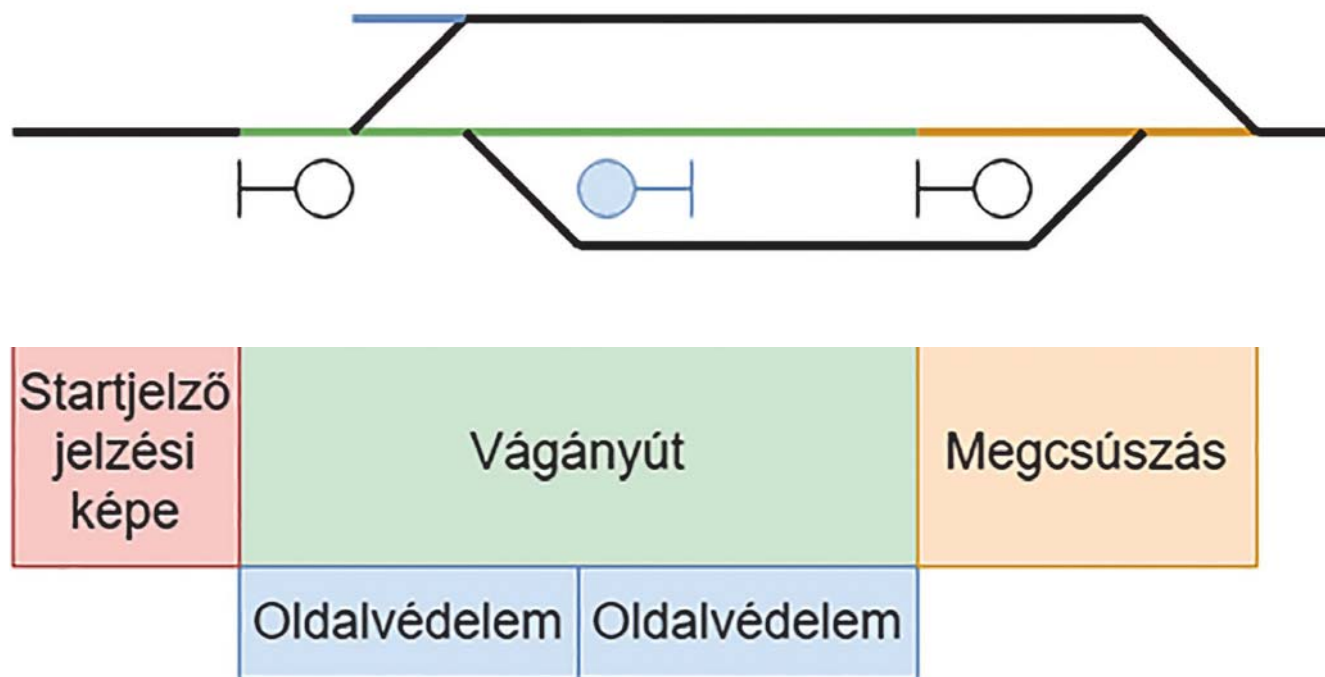 Startjelző
jelzési
képe
Vágányút
Megcsúszás
Oldalvédelem
Oldalvédelem